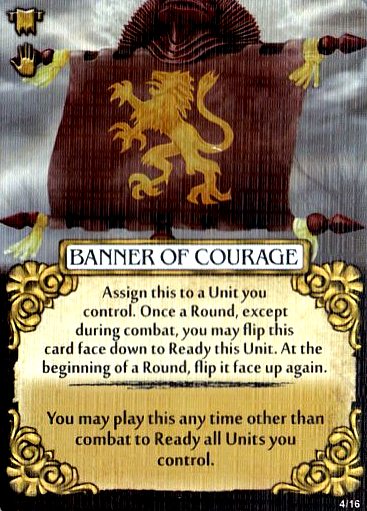 BANNER OF COURAGE
Assign this to a Unit you
control. Once a Round, except
during combat, you may flip this
card face down to Ready this Unit. At the
beginning of a Round, flip it face up again.
You may play this any time other than
combat to Ready all Units you
control.
4/16